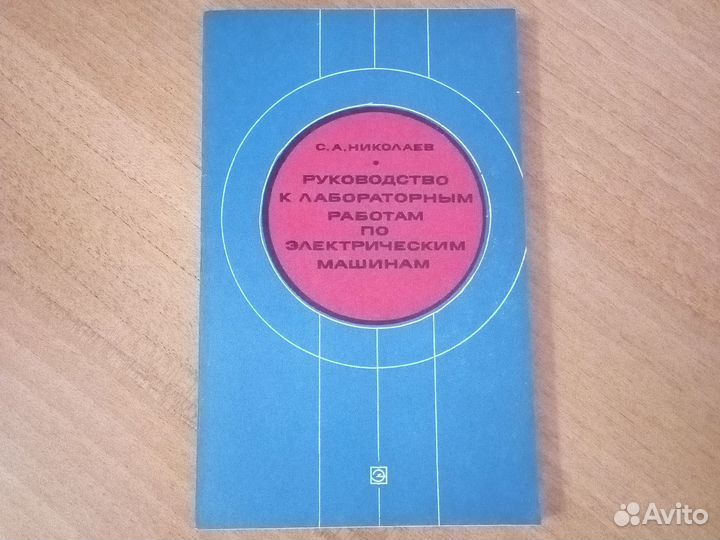 С.А.НИКОЛАЕВ
РУКОВОДСТВО
К ЛАБОРАТОРНЫМ
РАБОТАМ
ПО
ЭЛЕКТРИЧЕСКИМ
МАШИНАМ
Avito